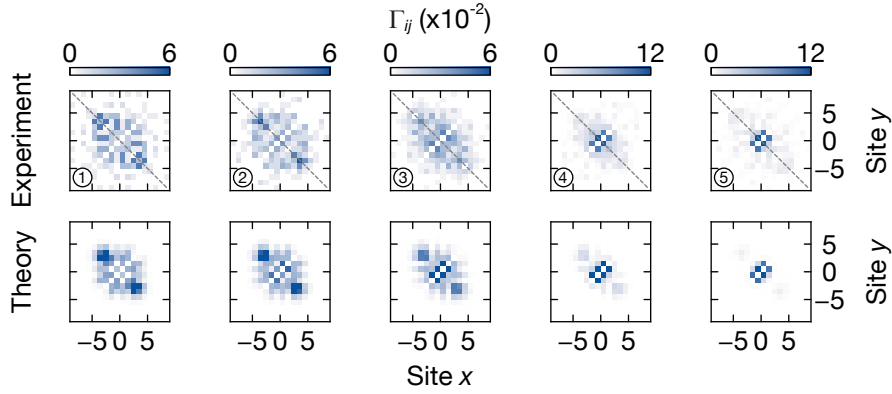 Γij (x10-2)
0 6 0 6 0 6 0 12 0 12
Experiment
① ② ③ ④ ⑤
5
0
−5
Site y
Theory
5
0
−5
Site y
−5 0 5 −5 0 5 −5 0 5 −5 0 5 −5 0 5
Site x